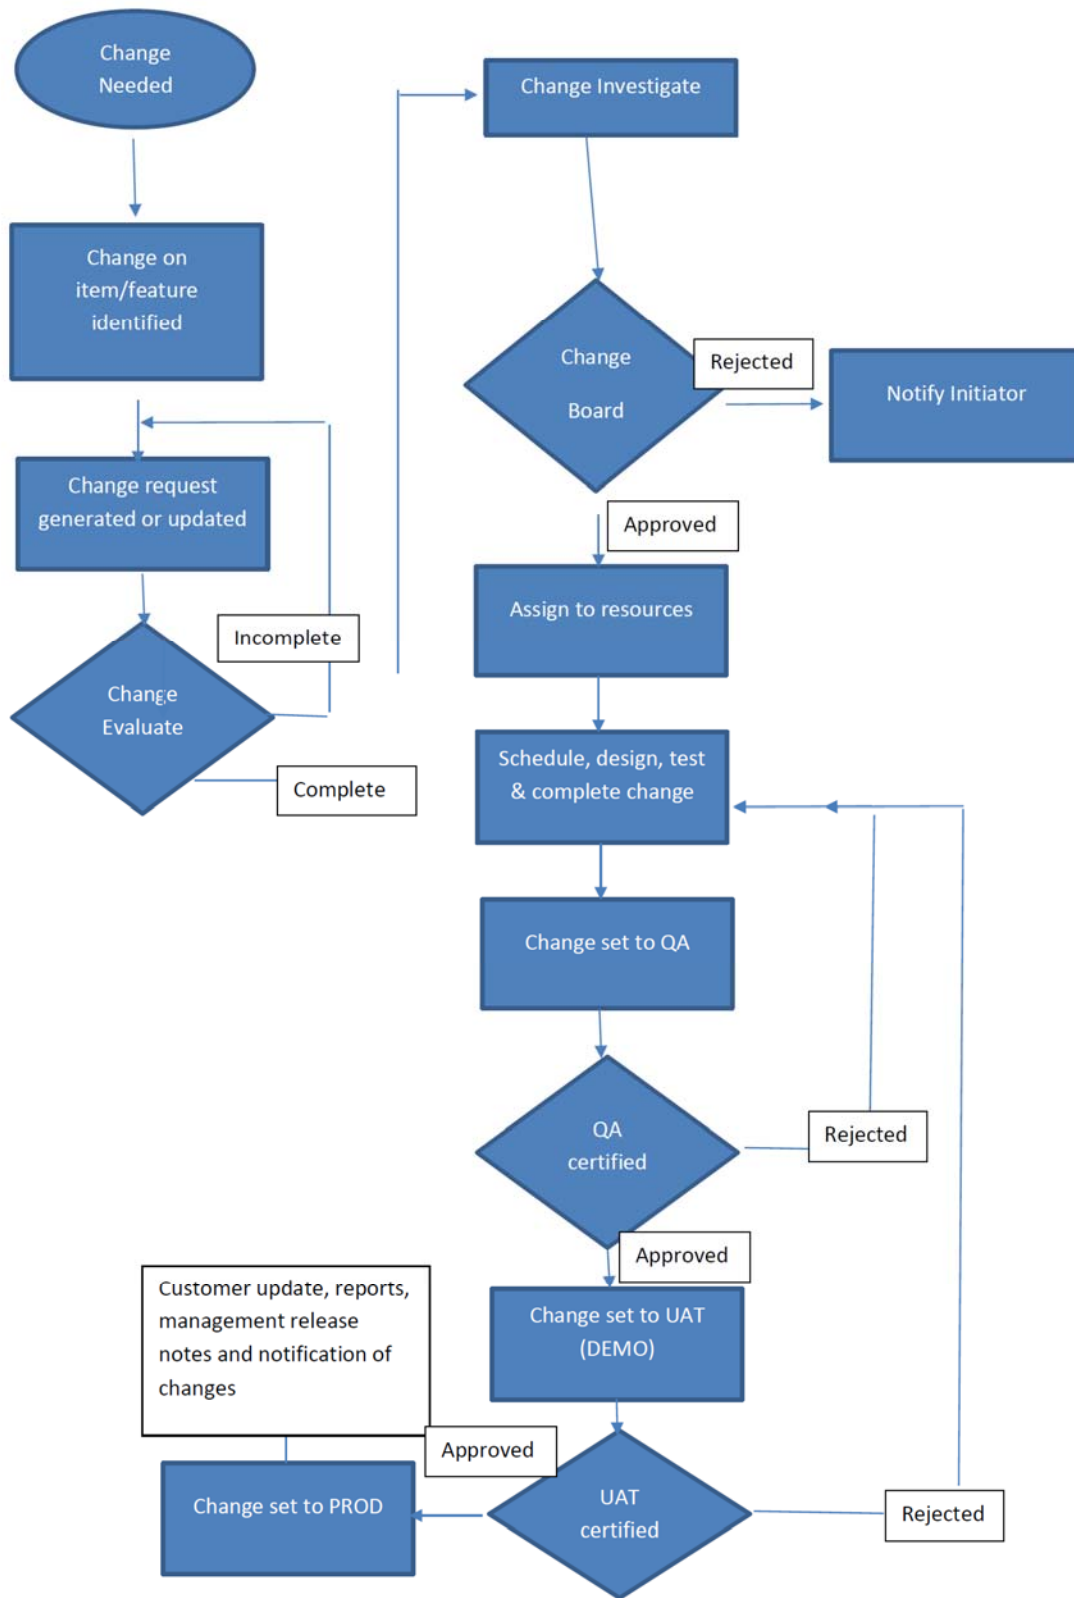 Change
Needed
Change on
item/feature
identified
Change request
generated or updated
Incomplete
Change
Evaluate
Complete
Change Investigate
Change
Board
Rejected
Notify Initiator
Approved
Assign to resources
Schedule, design, test
& complete change
Change set to QA
QA
certified
Rejected
Approved
Change set to UAT
(DEMO)
UAT
certified
Rejected
Approved
Change set to PROD
Customer update, reports,
management release
notes and notification of
changes